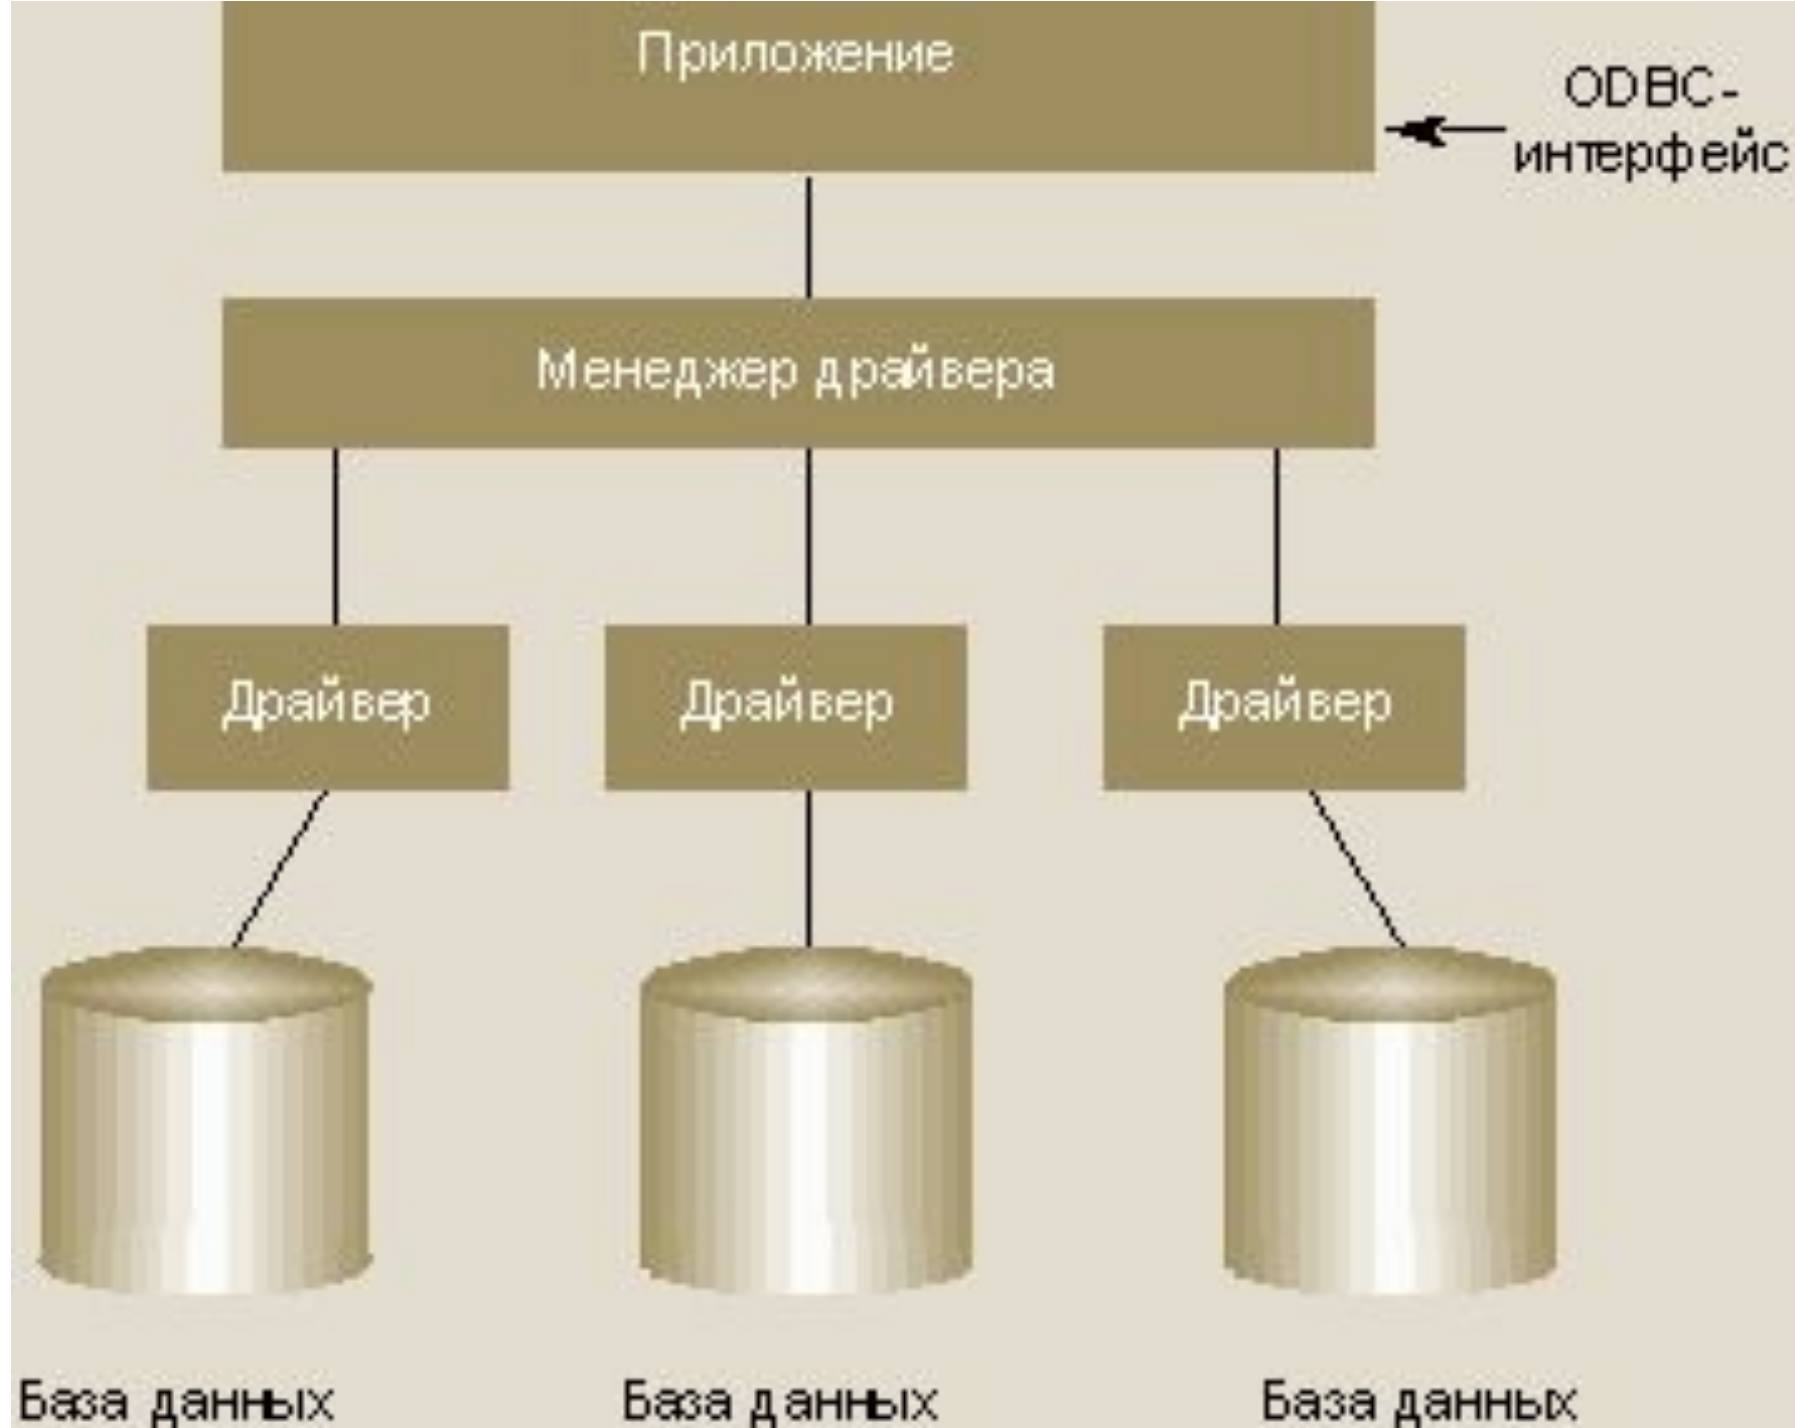 Приложение
ODBC-
интерфейс
Менеджер драйвера
Драйвер
Драйвер
Драйвер
База данных
База данных
База данных